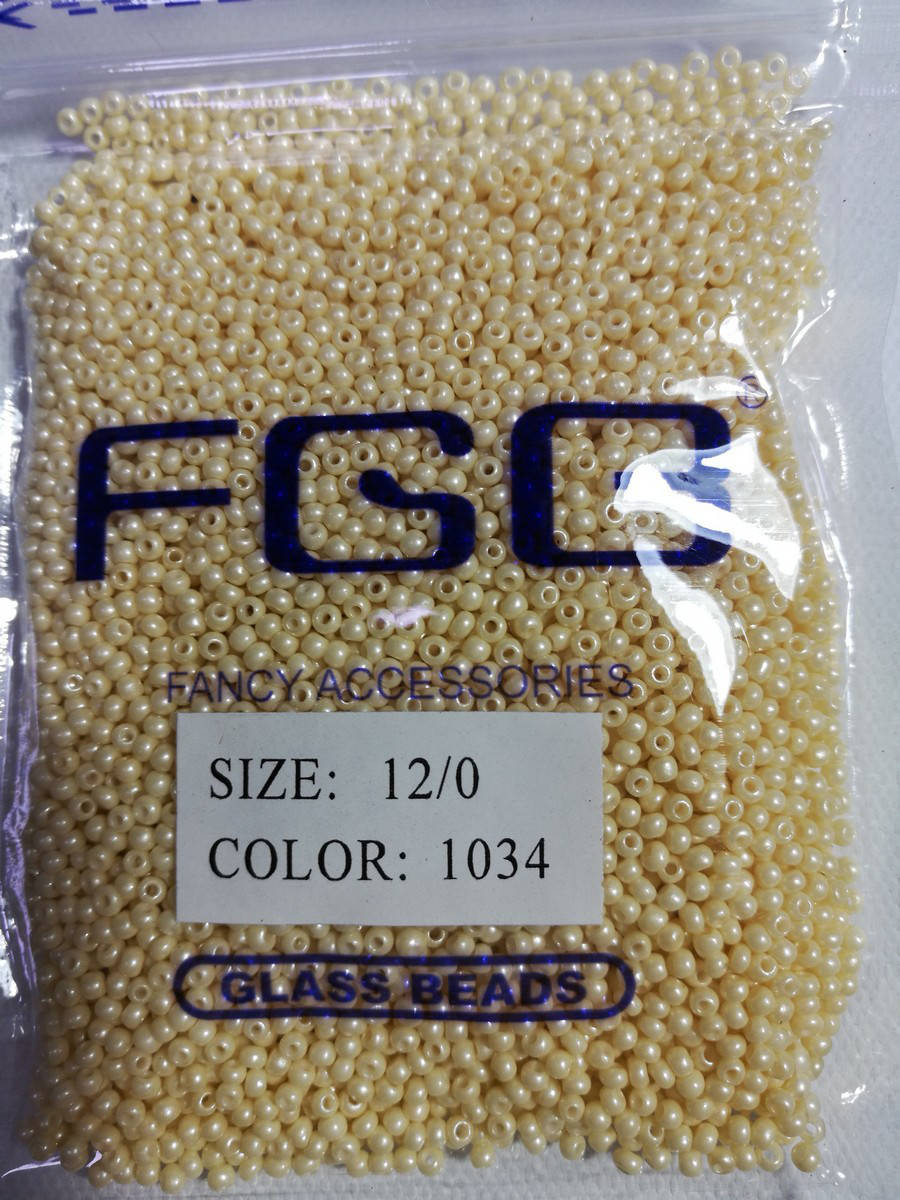 FGB
®
FANCY ACCESSORIES
SIZE: 12/0
COLOR: 1034
GLASS BEADS